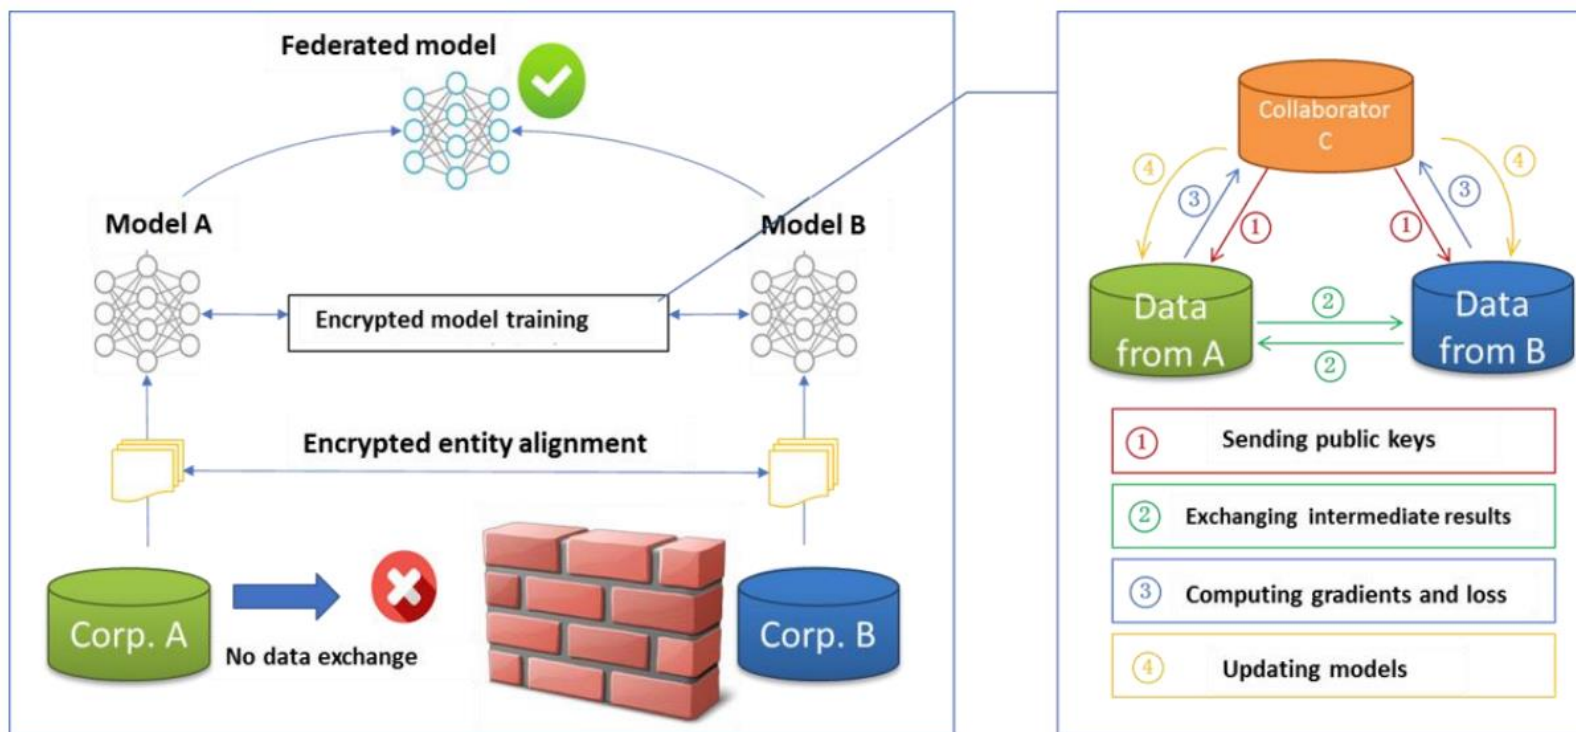 Federated model
Model A
Model B
Encrypted model training
Encrypted entity alignment
Corp. A
No data exchange
Corp. B
Collaborator
C
4
3
1
1
3
4
Data
from A
2
2
Data
from B
1 Sending public keys
2 Exchanging intermediate results
3 Computing gradients and loss
4 Updating models